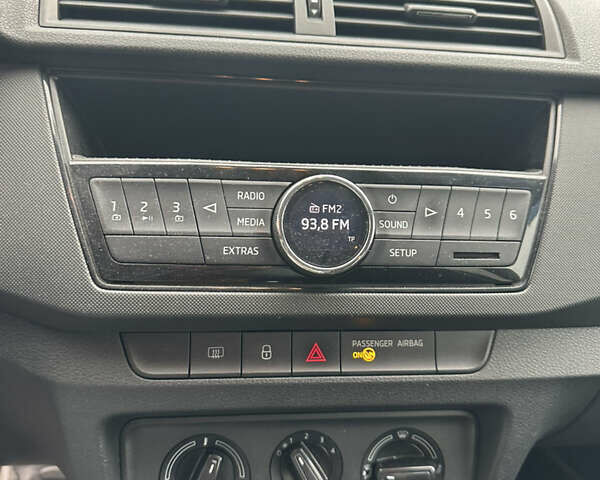 1 2 3 RADIO MEDIA EXTRAS
FM2
93,8 FM
TP
SOUND SETUP 4 5 6
PASSENGER AIRBAG
ON